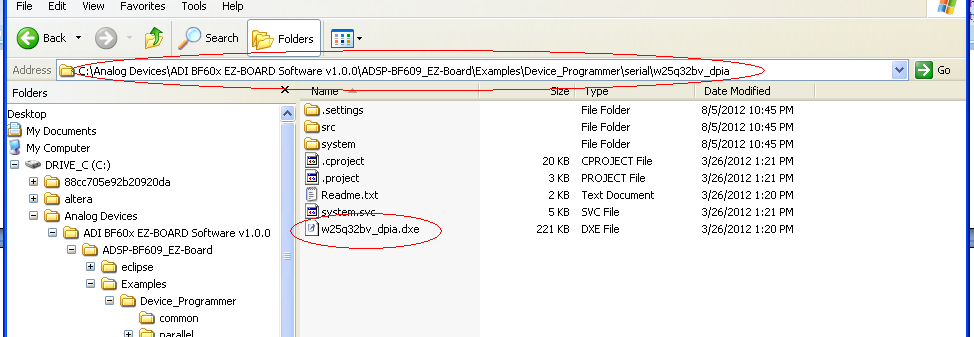 File Edit View Favorites Tools Help
Back Search Folders
Address C:\Analog Devices\ADI BF60x EZ-BOARD Software v1.0.0\ADSP-BF609_EZ-Board\Examples\Device_Programmer\serial\w25q32bv_dpia Go
Folders x Name Size Type Date Modified
Desktop
My Documents
My Computer
DRIVE_C (C:)
88cc705e92b20920da
altera
Analog Devices
ADI BF60x EZ-BOARD Software v1.0.0
ADSP-BF609_EZ-Board
eclipse
Examples
Device_Programmer
common
parallel
.settings File Folder 8/5/2012 10:45 PM
src File Folder 8/5/2012 10:45 PM
system File Folder 8/5/2012 10:45 PM
.cproject 20 KB CPROJECT File 3/26/2012 1:21 PM
.project 3 KB PROJECT File 3/26/2012 1:21 PM
Readme.txt 2 KB Text Document 3/26/2012 1:20 PM
system.svc 5 KB SVC File 3/26/2012 1:21 PM
w25q32bv_dpia.dxe 221 KB DXE File 3/26/2012 1:20 PM